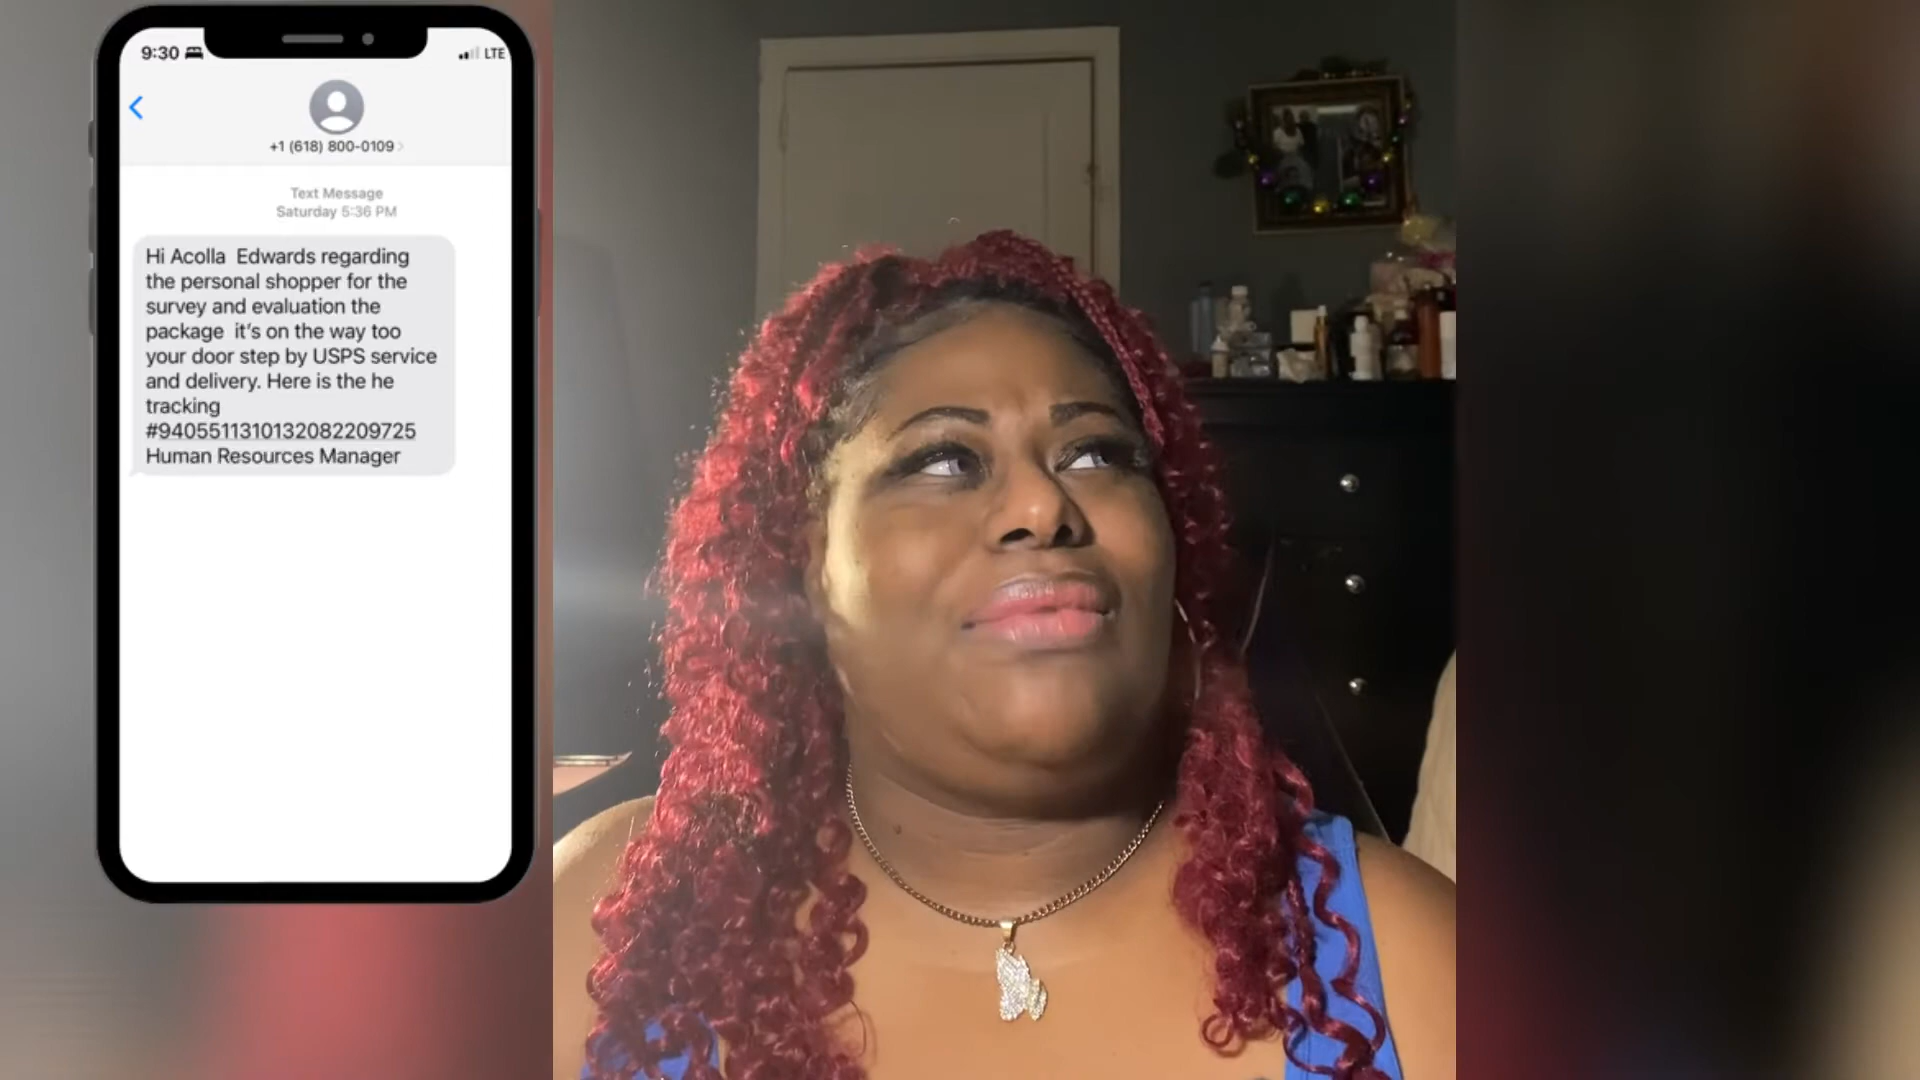 9:30
LTE
+1 (618) 800-0109
Text Message
Saturday 5:36 PM
Hi Acolla  Edwards regarding
the personal shopper for the
survey and evaluation the
package  it's on the way too
your door step by USPS service
and delivery. Here is the he
tracking
#9405511310132082209725
Human Resources Manager